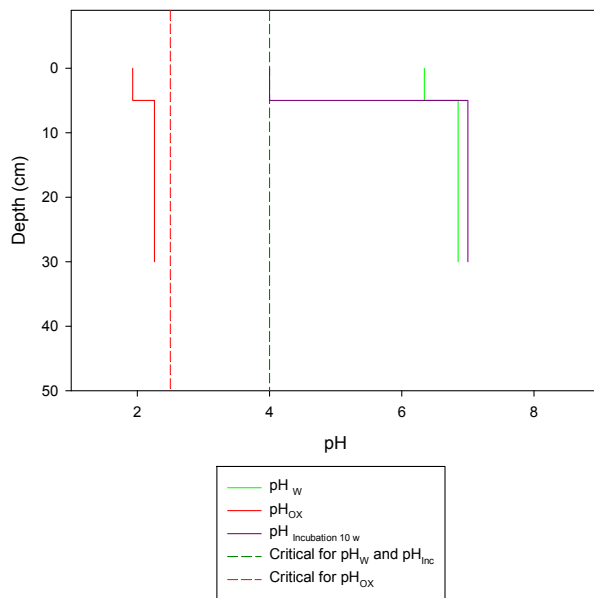 0
10
20
30
40
50
Depth (cm)
2 4 6 8
pH
pH W
pHOX
pH Incubation 10 w
Critical for pHW and pHInc
Critical for pHOX